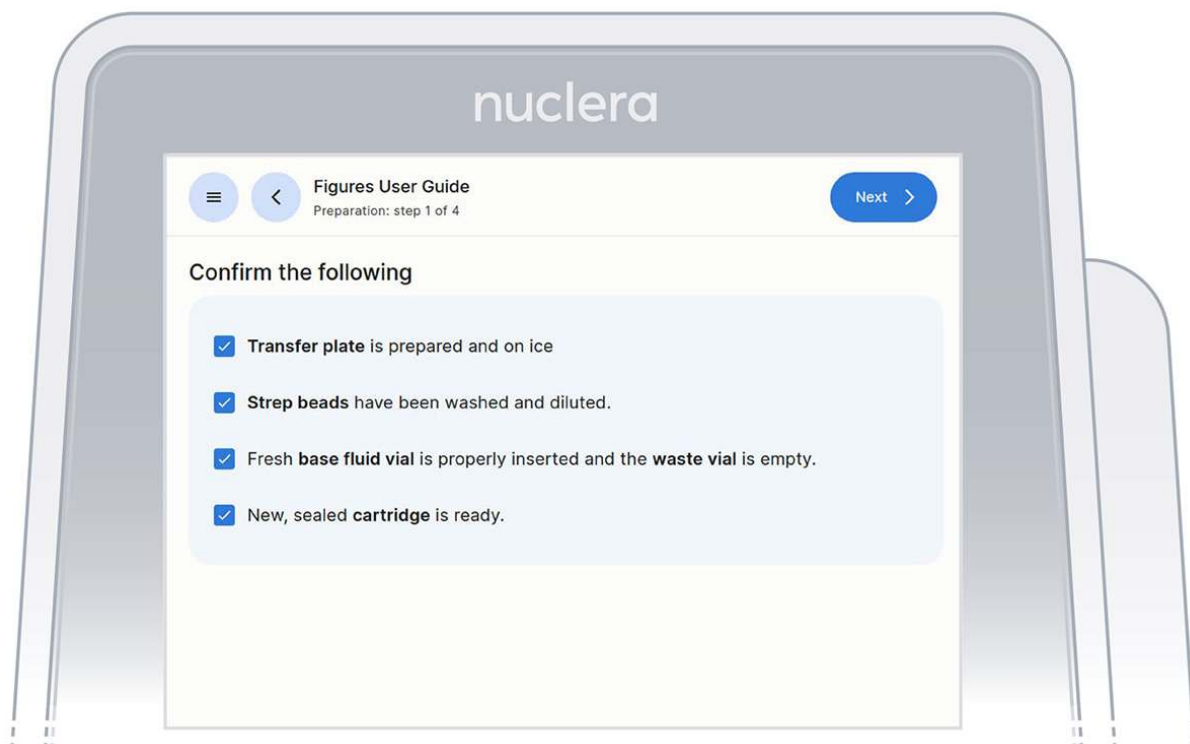 nuclera
Figures User Guide
Preparation: step 1 of 4
Next
Confirm the following
Transfer plate is prepared and on ice
Strep beads have been washed and diluted.
Fresh base fluid vial is properly inserted and the waste vial is empty.
New, sealed cartridge is ready.